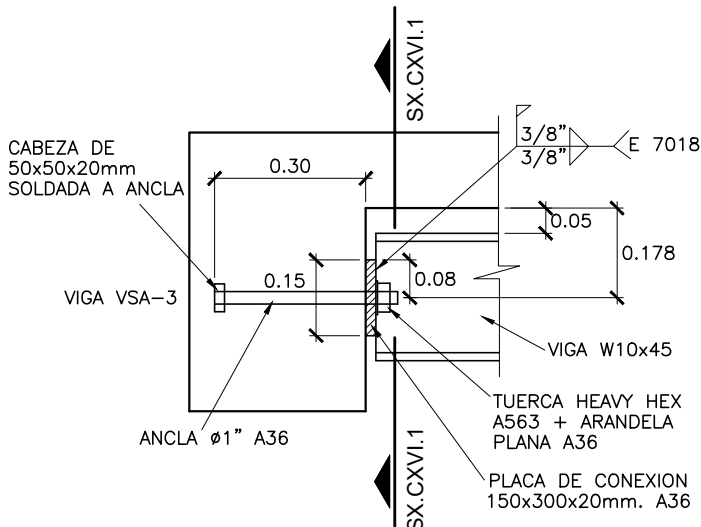 SX.CXVI.1
3/8"
3/8"
E 7018
CABEZA DE
50x50x20mm
SOLDADA A ANCLA
0.30
0.05
0.178
0.15
0.08
VIGA VSA-3
VIGA W10x45
TUERCA HEAVY HEX
A563 + ARANDELA
PLANA A36
ANCLA ø1" A36
PLACA DE CONEXION
150x300x20mm. A36
SX.CXVI.1